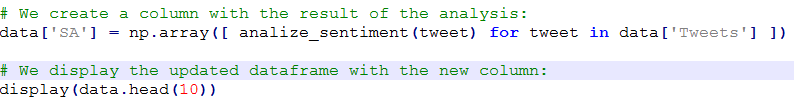 # We create a column with the result of the analysis:
data['SA'] = np.array([ analize_sentiment(tweet) for tweet in data['Tweets'] ])
# We display the updated dataframe with the new column:
display(data.head(10))